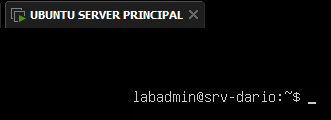 UBUNTU SERVER PRINCIPAL
labadmin@srv-dario:~$ _